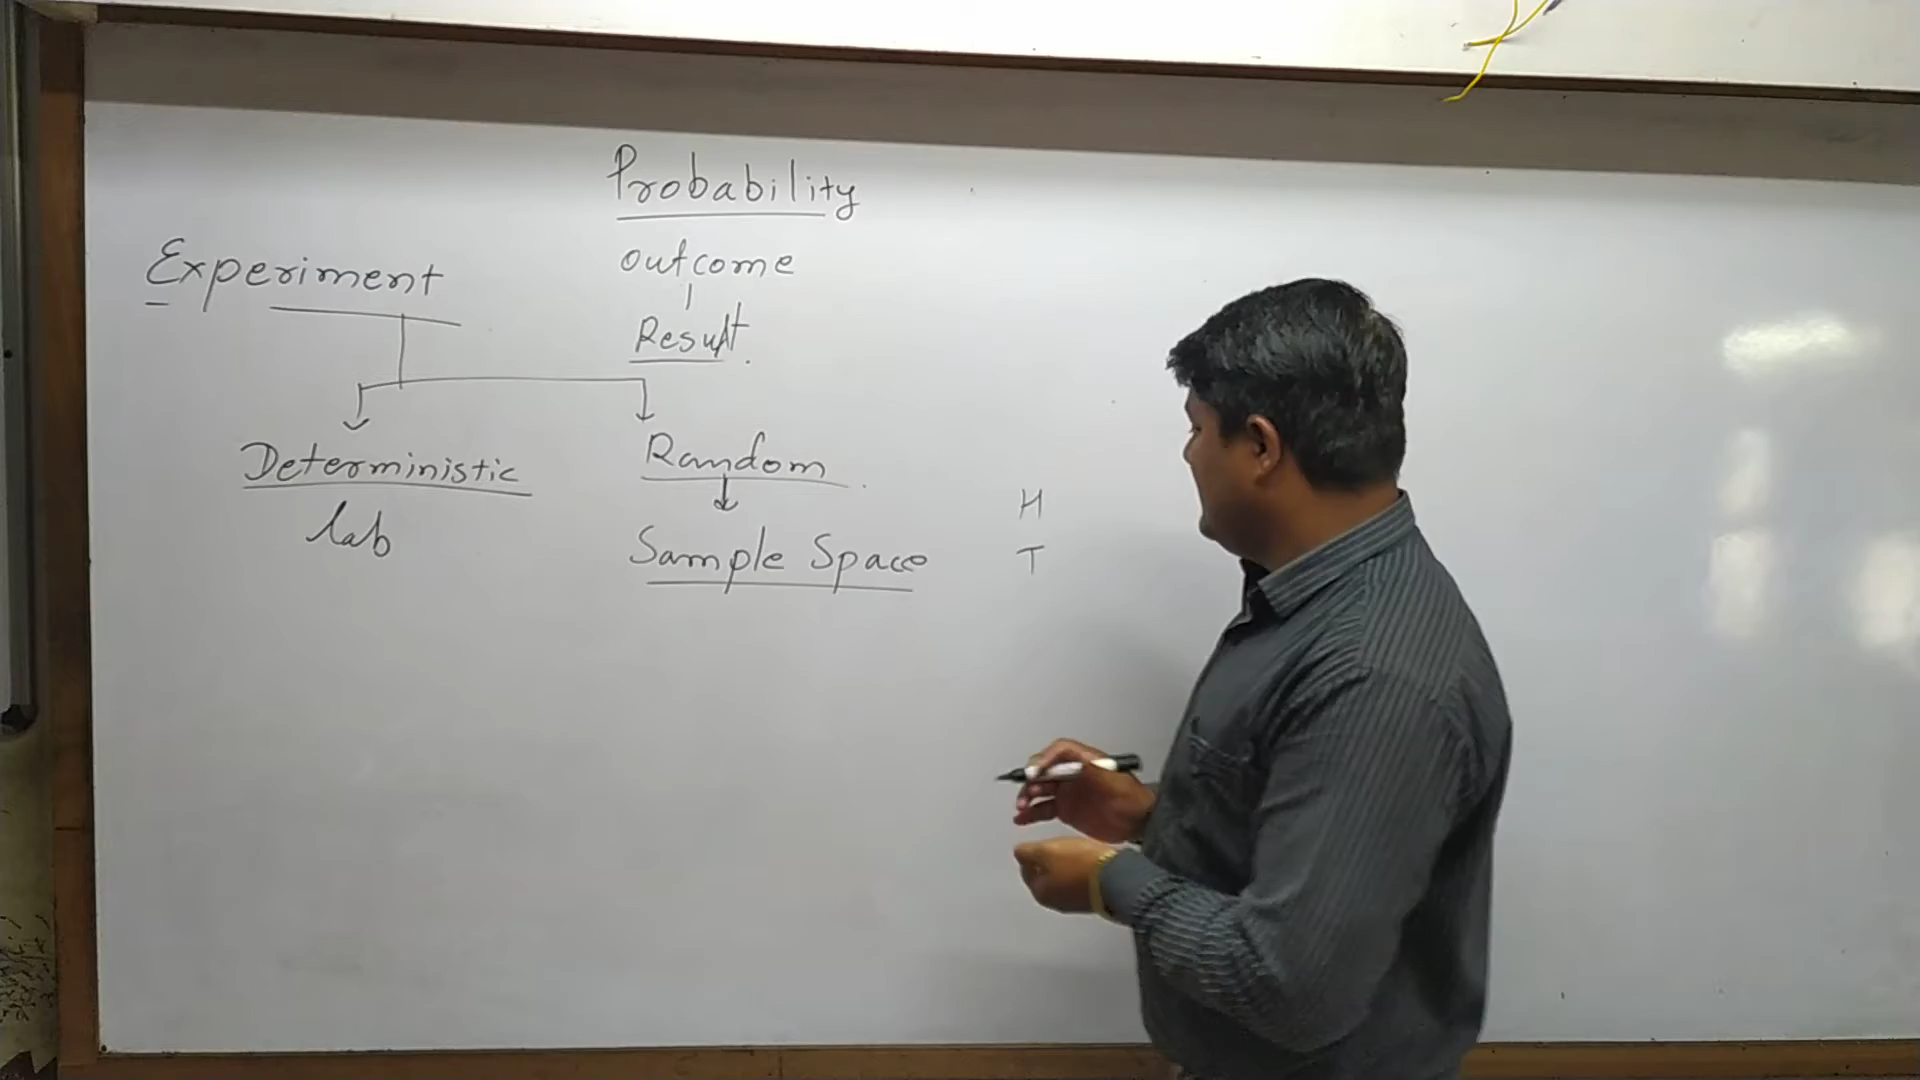 Probability
Experiment
outcome
Result.
Deterministic
Random
lab
Sample Space
H
T